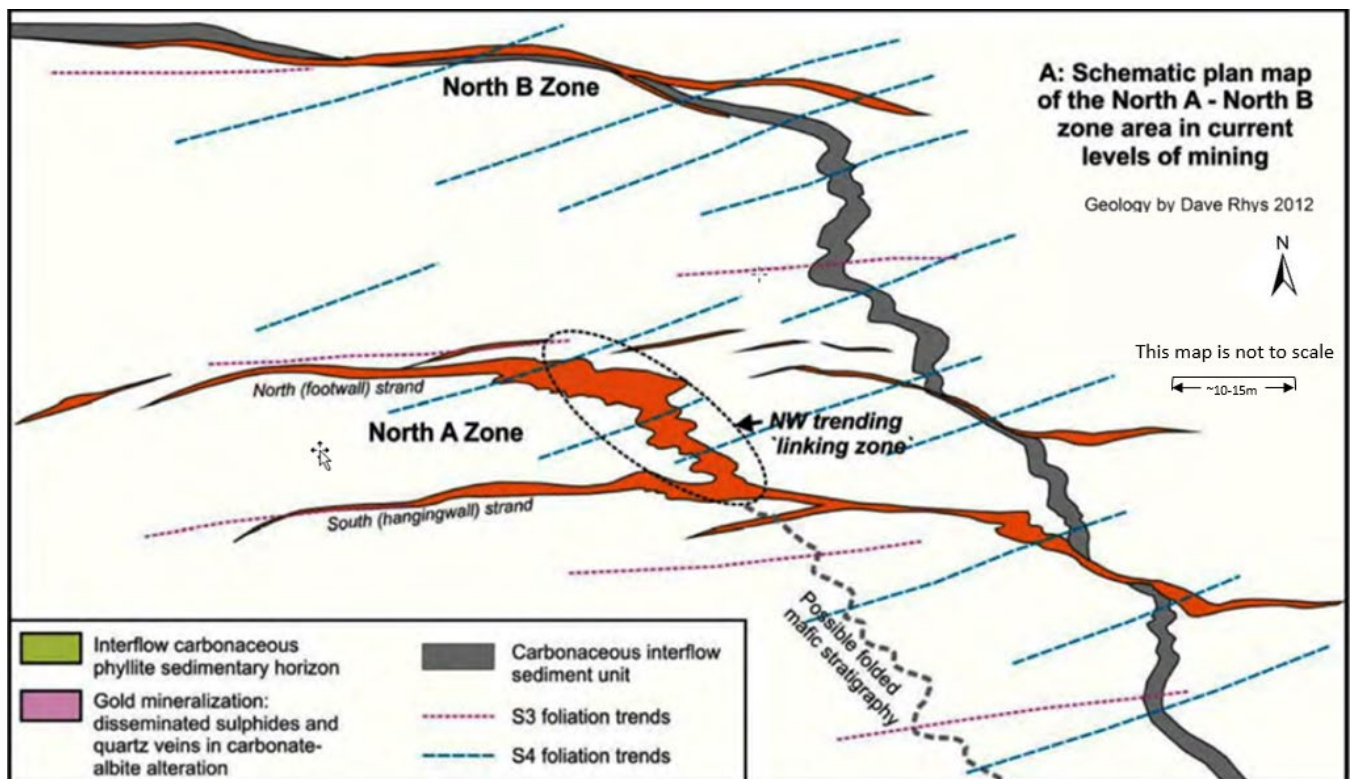 North B Zone
A: Schematic plan map
of the North A - North B
zone area in current
levels of mining
Geology by Dave Rhys 2012
N
This map is not to scale
~10-15m
North (footwall) strand
North A Zone
NW trending
`linking zone`
South (hangingwall) strand
Possible folded
mafic stratigraphy
Interflow carbonaceous
phyllite sedimentary horizon
Gold mineralization:
disseminated sulphides and
quartz veins in carbonate-
albite alteration
Carbonaceous interflow
sediment unit
S3 foliation trends
S4 foliation trends